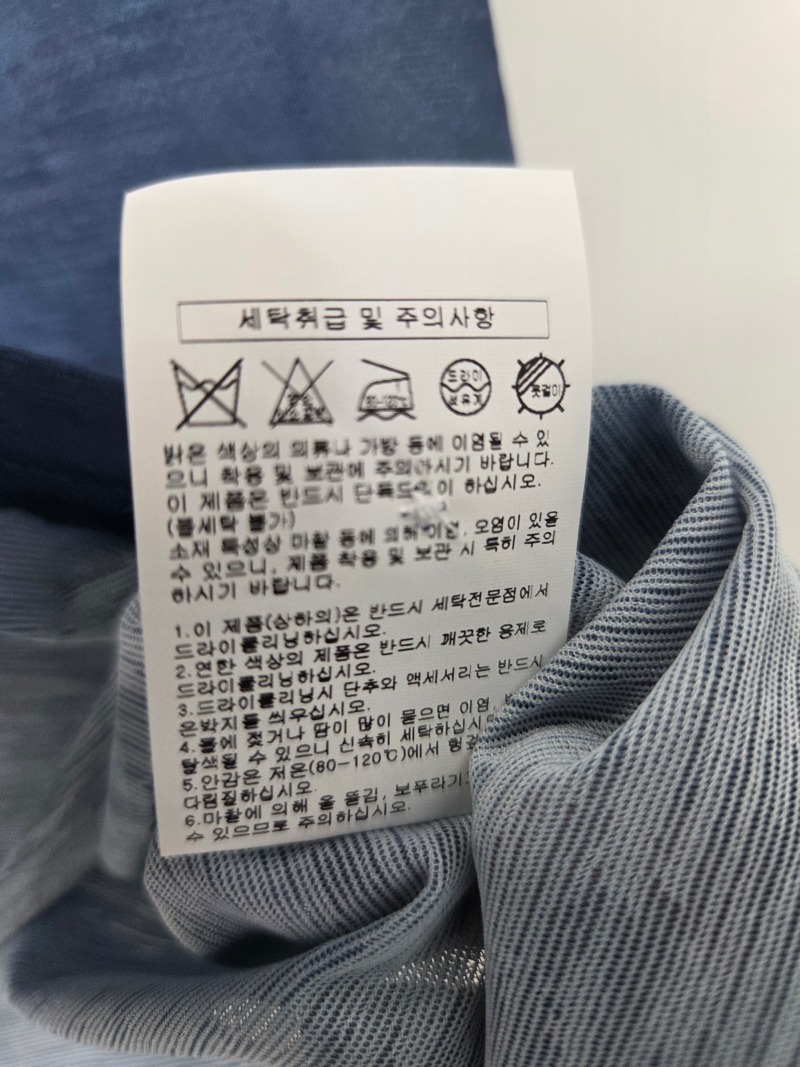 세탁취급 및 주의사항
80~120℃
드라이
석유계
옷걸이
밝은 색상의 의류나 가방 등에 이염될 수 있
으니 착용 및 보관에 주의하시기 바랍니다.
이 제품은 반드시 단독드라이 하십시오.
(물세탁 불가)
소재 특성상 마찰 등에 의해 이염, 오염이 있을
수 있으니, 제품 착용 및 보관 시 특히 주의
하시기 바랍니다.
1.이 제품(상하의)은 반드시 세탁전문점에서
드라이클리닝하십시오.
2.연한 색상의 제품은 반드시 깨끗한 용제로
드라이클리닝하십시오.
3.드라이클리닝시 단추와 액세서리는 반드시
은박지를 씌우십시오.
4.물에 젖거나 땀이 많이 묻으면 이염,
탈색될 수 있으니 신속히 세탁하십시
5.안감은 저온(80-120℃)에서 헝겊
다림질하십시오.
6.마찰에 의해 올 뜯김, 보푸라기
수 있으므로 주의하십시오.